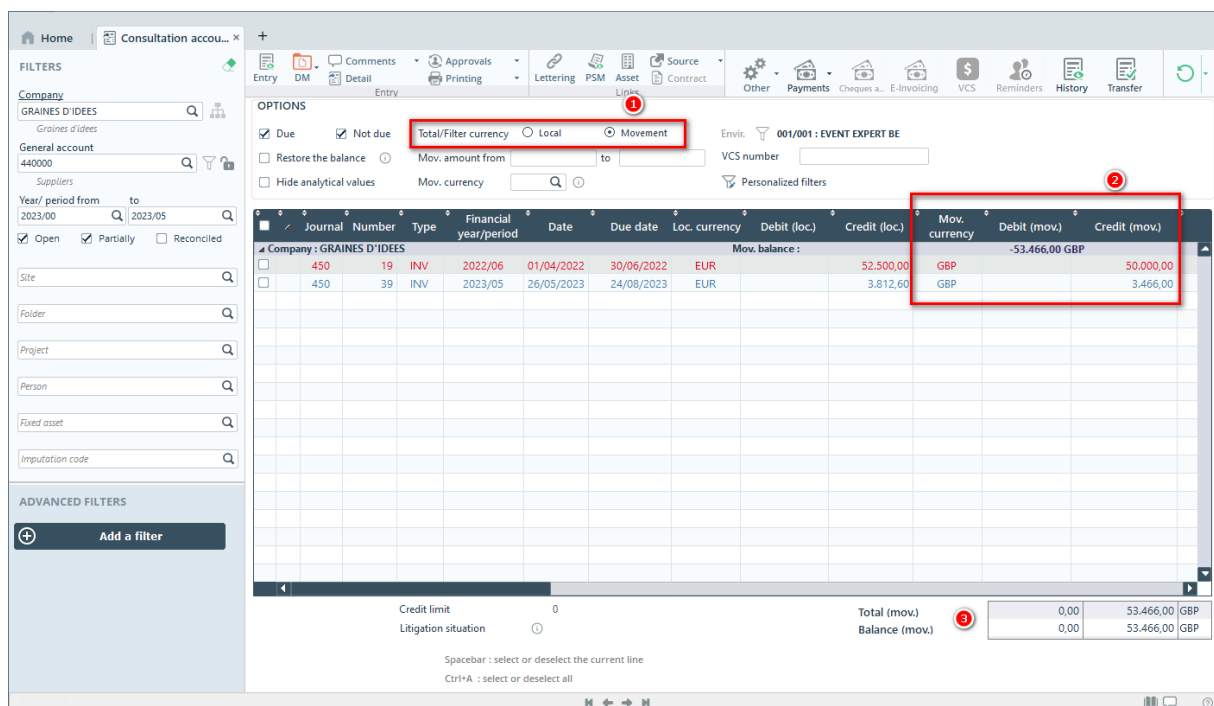 Home
Consultation accou... ×
+
FILTERS
Company
GRAINES D'IDEES
Graines d'idees
General account
440000
Suppliers
Year/ period from to
2023/00 2023/05
Open Partially Reconciled
Site
Folder
Project
Person
Fixed asset
Imputation code
ADVANCED FILTERS
Add a filter
Comments Approvals Source
Entry DM Detail Printing Lettering PSM Asset Contract
Other Payments Cheques a.. E-Invoicing VCS Reminders History Transfer
Entry Links
1
OPTIONS
Due Not due Total/Filter currency Local Movement Envir. 001/001 : EVENT EXPERT BE
Restore the balance Mov. amount from to VCS number
Hide analytical values Mov. currency Personalized filters
2
Journal Number Type Financial year/period Date Due date Loc. currency Debit (loc.) Credit (loc.) Mov. currency Debit (mov.) Credit (mov.)
Company : GRAINES D'IDEES Mov. balance : -53.466,00 GBP
450 19 INV 2022/06 01/04/2022 30/06/2022 EUR 52.500,00 GBP 50.000,00
450 39 INV 2023/05 26/05/2023 24/08/2023 EUR 3.812,60 GBP 3.466,00
Credit limit 0 Total (mov.) 0,00 53.466,00 GBP
3
Litigation situation Balance (mov.) 0,00 53.466,00 GBP
Spacebar : select or deselect the current line
Ctrl+A : select or deselect all